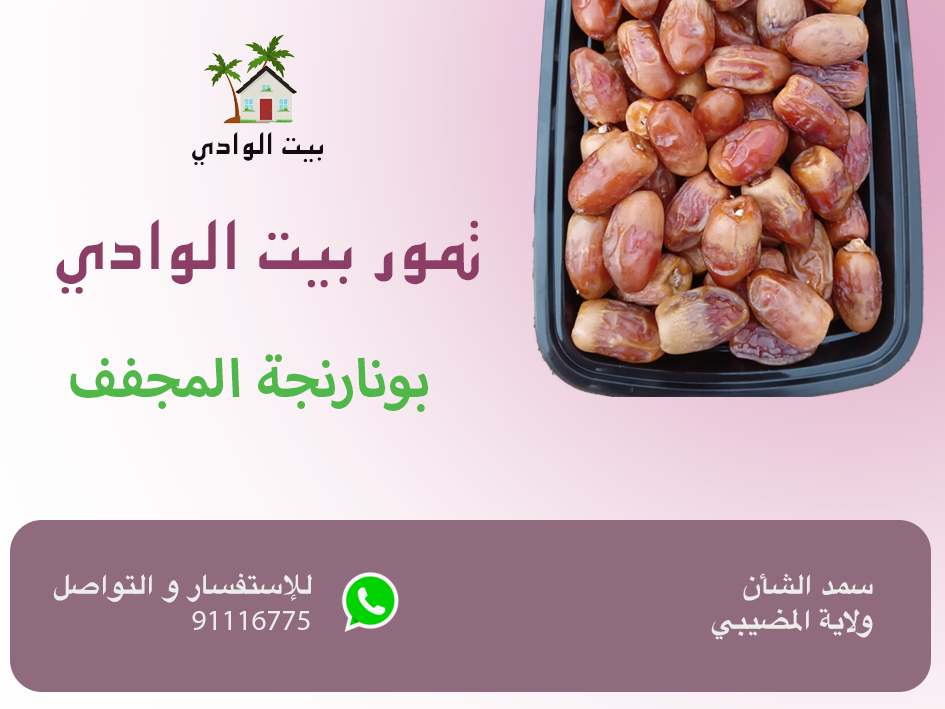 بيت الوادي
تمور بيت الوادي
بونارنجة المجفف
سمد الشأن
ولاية المضيبي
للإستفسار و التواصل
91116775